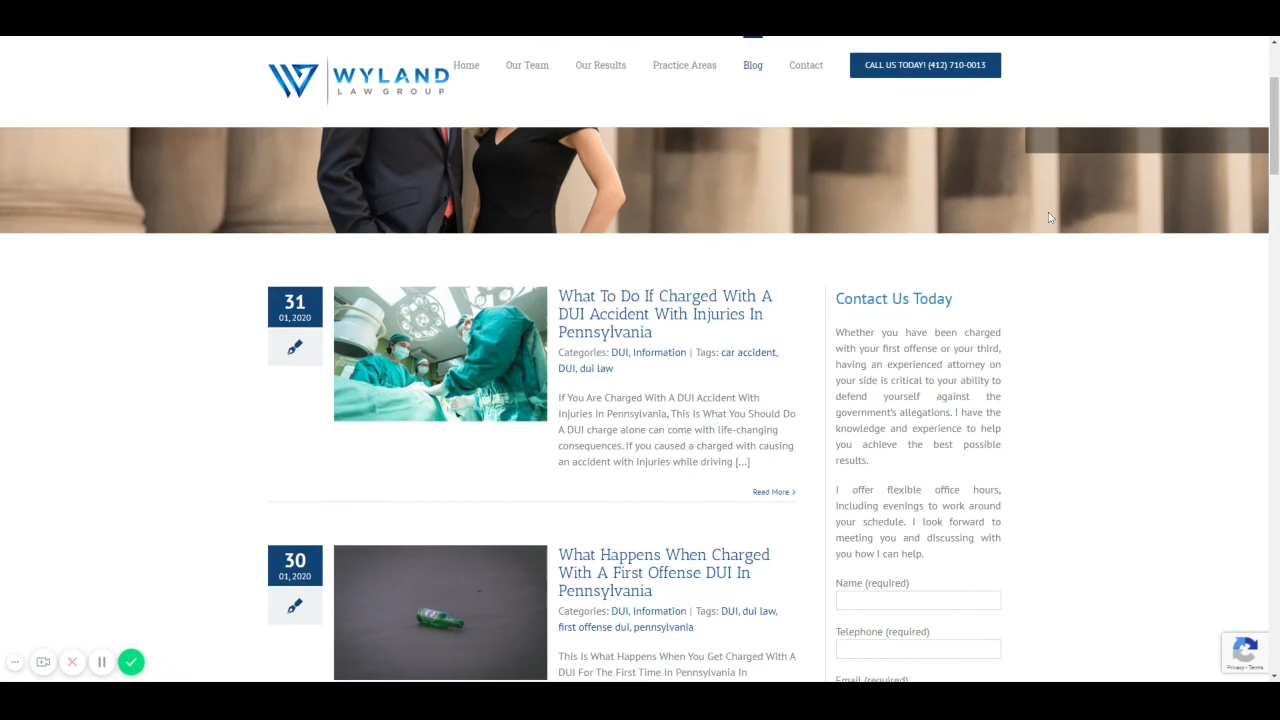 WYLAND
LAW GROUP
Home
Our Team
Our Results
Practice Areas
Blog
Contact
CALL US TODAY! (412) 710-0013
31
01, 2020
What To Do If Charged With A
DUI Accident With Injuries In
Pennsylvania
Categories: DUI, Information | Tags: car accident,
DUI, dui law
If You Are Charged With A DUI Accident With
Injuries In Pennsylvania, This Is What You Should Do
A DUI charge alone can come with life-changing
consequences. If you caused a charged with causing
an accident with injuries while driving [...]
Read More >
30
01, 2020
What Happens When Charged
With A First Offense DUI In
Pennsylvania
Categories: DUI, Information | Tags: DUI, dui law,
first offense dui, pennsylvania
This Is What Happens When You Get Charged With A
DUI For The First Time In Pennsylvania In
Contact Us Today
Whether you have been charged
with your first offense or your third,
having an experienced attorney on
your side is critical to your ability to
defend yourself against the
government's allegations. I have the
knowledge and experience to help
you achieve the best possible
results.
I offer flexible office hours,
including evenings to work around
your schedule. I look forward to
meeting you and discussing with
you how I can help.
Name (required)
Telephone (required)
Email (required)
Privacy - Terms